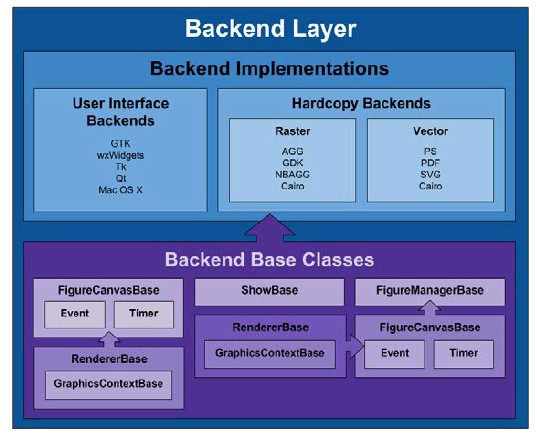 Backend Layer
Backend Implementations
User Interface
Backends
GTK
wxWidgets
Tk
Qt
Mac OS X
Hardcopy Backends
Raster
AGG
GDK
NBAGG
Cairo
Vector
PS
PDF
SVG
Cairo
Backend Base Classes
FigureCanvasBase
Event
Timer
RendererBase
GraphicsContextBase
ShowBase
RendererBase
GraphicsContextBase
FigureManagerBase
FigureCanvasBase
Event
Timer